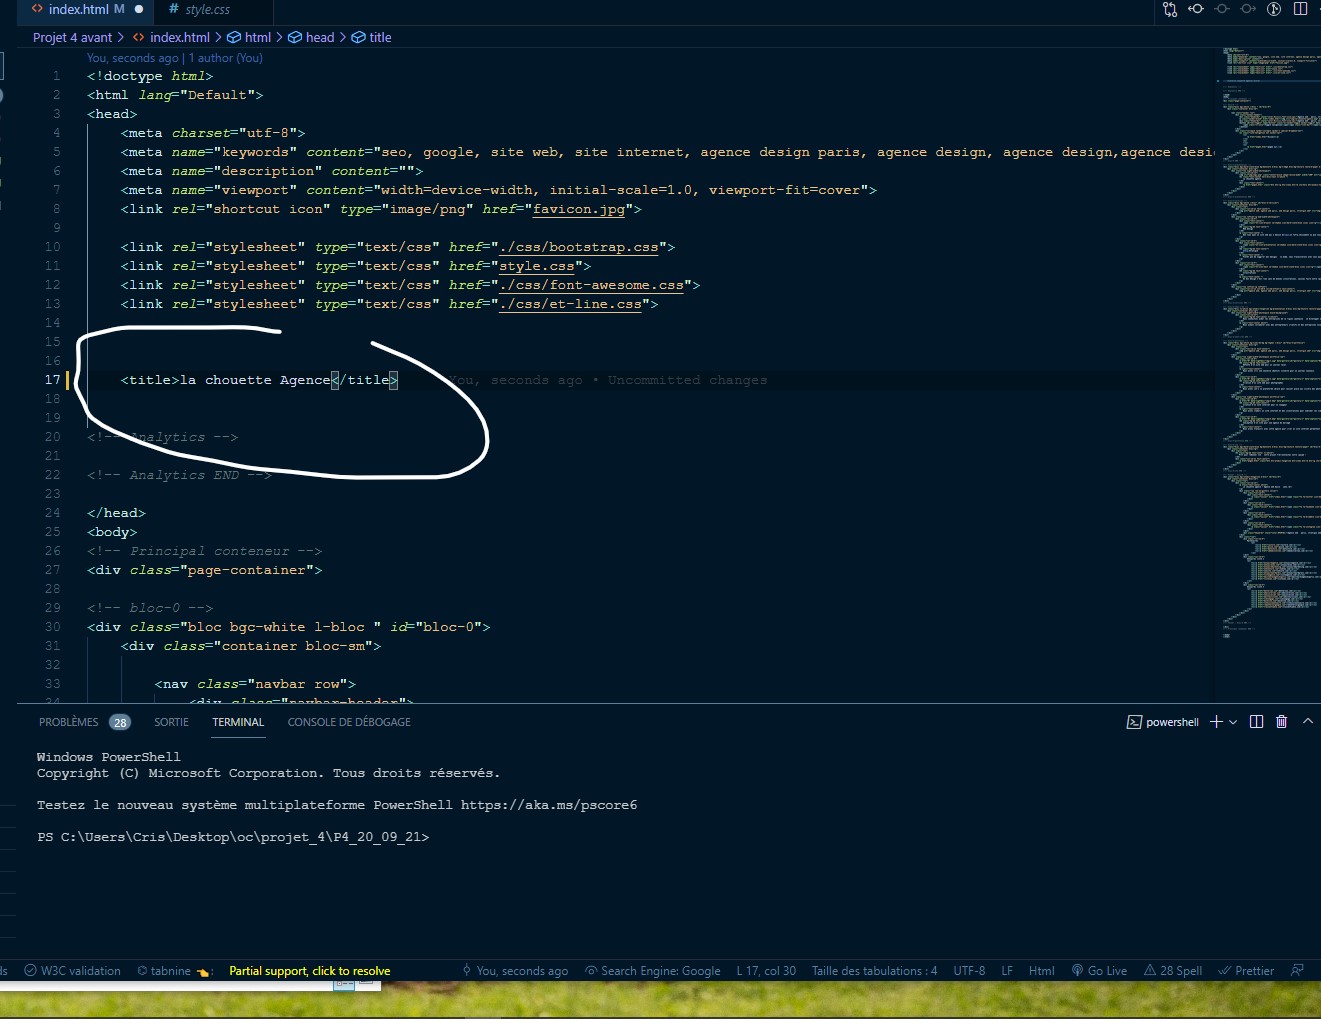 index.html M
style.css
Projet 4 avant > index.html > html > head > title
You, seconds ago | 1 author (You)
1 <!doctype html>
2 <html lang="Default">
3 <head>
4 <meta charset="utf-8">
5 <meta name="keywords" content="seo, google, site web, site internet, agence design paris, agence design, agence design,agence desi
6 <meta name="description" content="">
7 <meta name="viewport" content="width=device-width, initial-scale=1.0, viewport-fit=cover">
8 <link rel="shortcut icon" type="image/png" href="favicon.jpg">
9
10 <link rel="stylesheet" type="text/css" href="./css/bootstrap.css">
11 <link rel="stylesheet" type="text/css" href="style.css">
12 <link rel="stylesheet" type="text/css" href="./css/font-awesome.css">
13 <link rel="stylesheet" type="text/css" href="./css/et-line.css">
14
15
16
17 <title>la chouette Agence</title> You, seconds ago • Uncommitted changes
18
19
20 <!-- Analytics -->
21
22 <!-- Analytics END -->
23
24 </head>
25 <body>
26 <!-- Principal conteneur -->
27 <div class="page-container">
28
29 <!-- bloc-0 -->
30 <div class="bloc bgc-white l-bloc " id="bloc-0">
31 <div class="container bloc-sm">
32
33 <nav class="navbar row">
34 <div class="navbar-header">
PROBLÈMES 28 SORTIE TERMINAL CONSOLE DE DÉBOGAGE
powershell
Windows PowerShell
Copyright (C) Microsoft Corporation. Tous droits réservés.
Testez le nouveau système multiplateforme PowerShell https://aka.ms/pscore6
PS C:\Users\Cris\Desktop\oc\projet_4\P4_20_09_21>
ds W3C validation tabnine : Partial support, click to resolve You, seconds ago Search Engine: Google L 17, col 30 Taille des tabulations : 4 UTF-8 LF Html Go Live 28 Spell Prettier